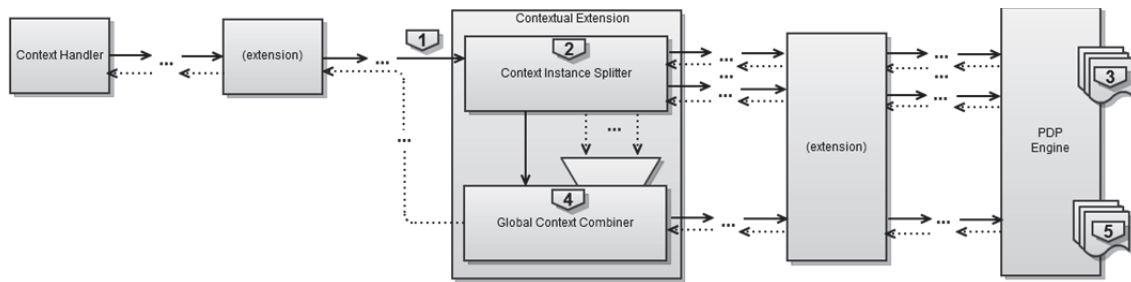 Contextual Extension
Context Handler
...
(extension)
...
1
2
Context Instance Splitter
...
...
...
...
...
...
3
PDP
Engine
(extension)
...
4
Global Context Combiner
...
...
5